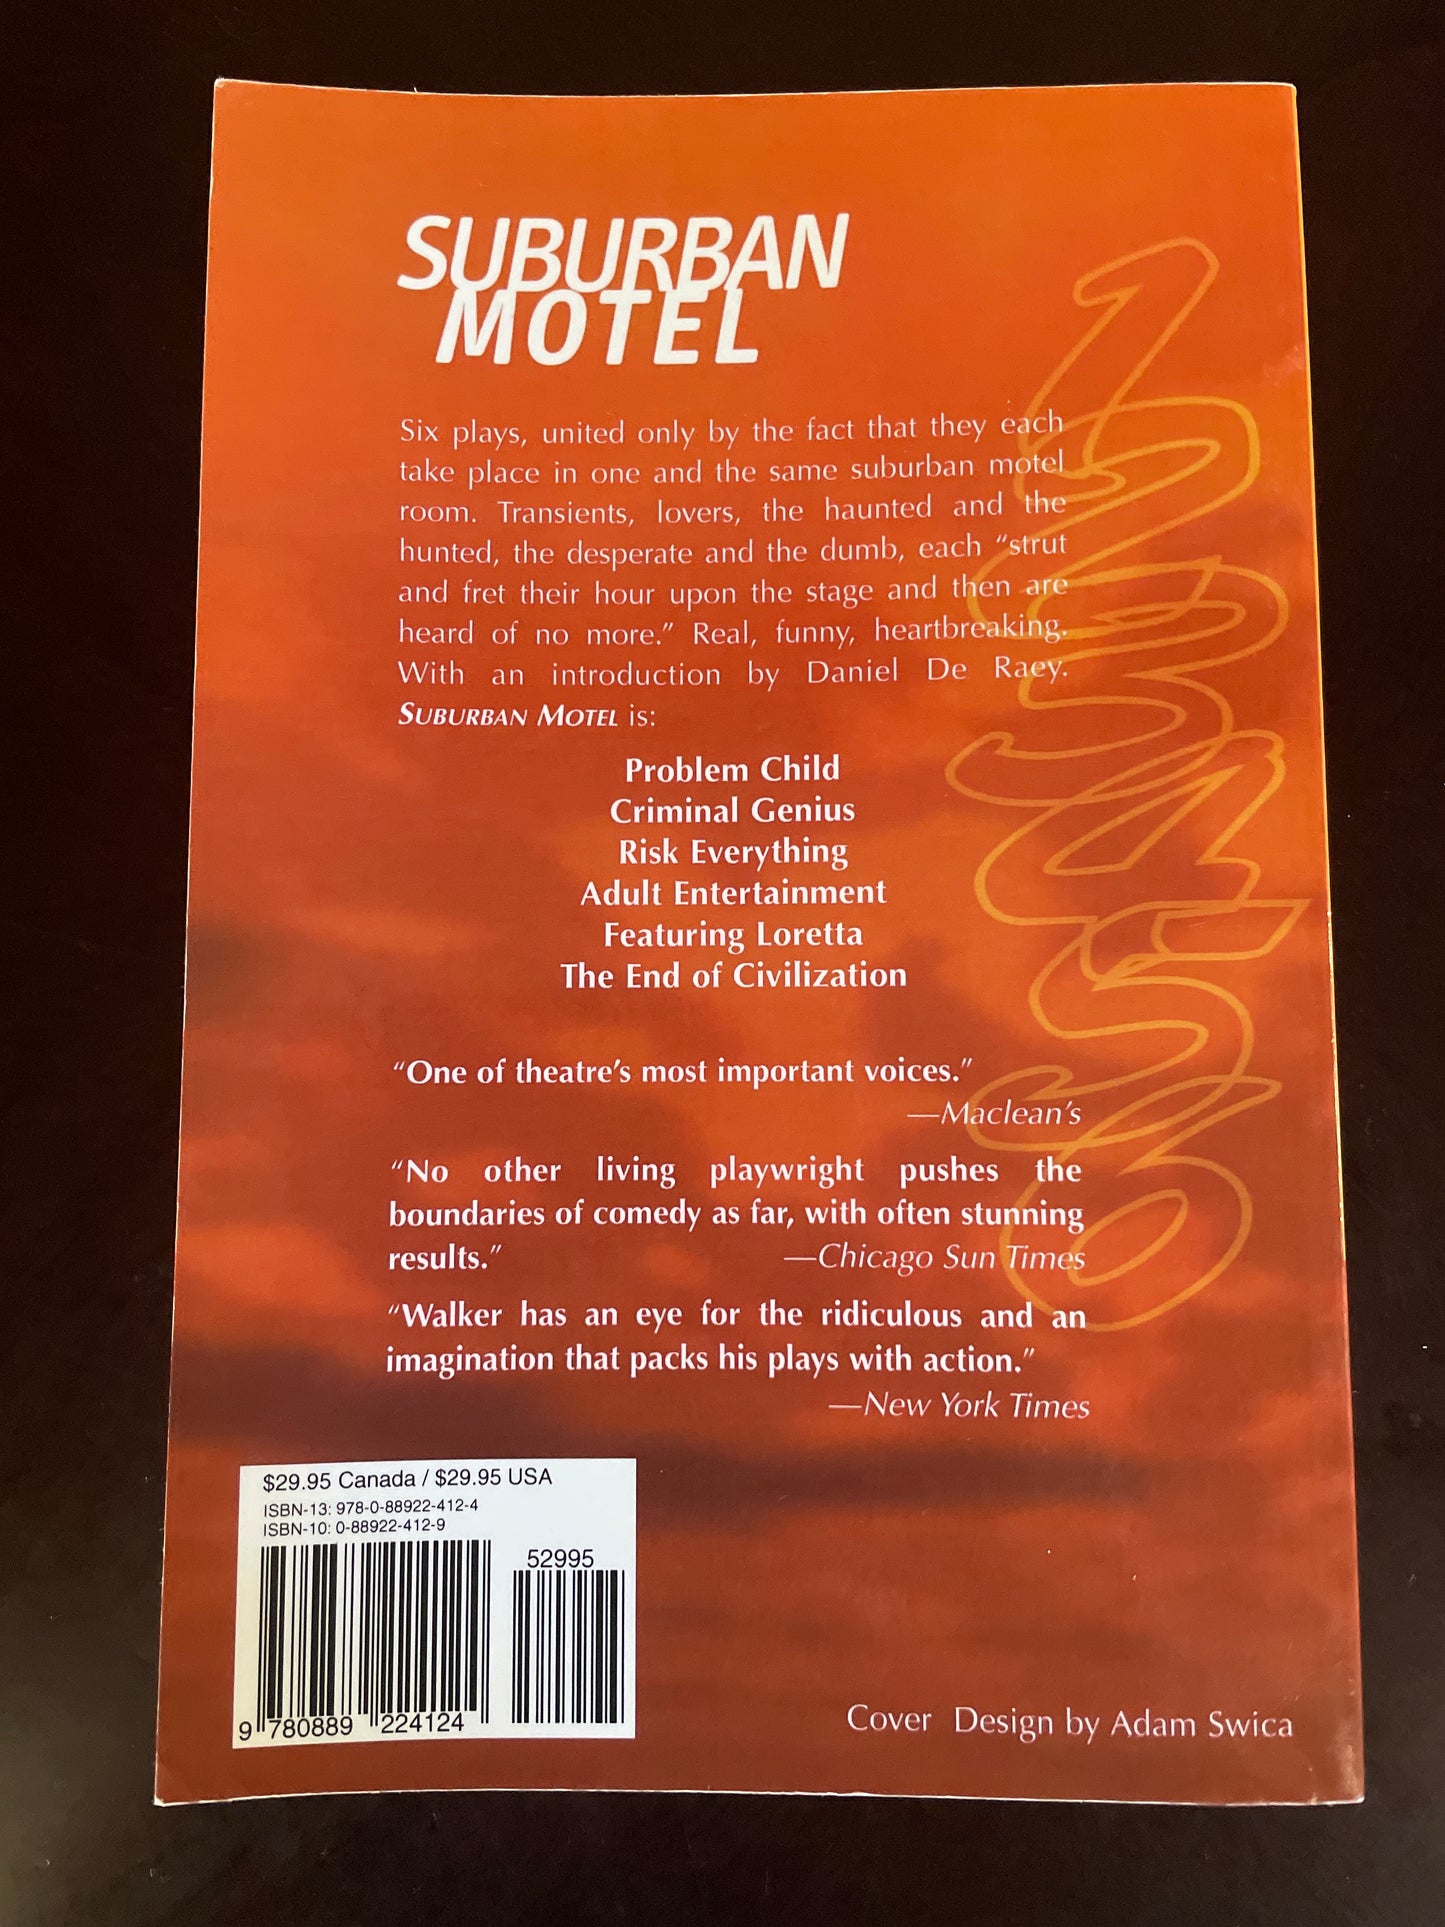 SUBURBAN
MOTEL
Six plays, united only by the fact that they each
take place in one and the same suburban motel
room. Transients, lovers, the haunted and the
hunted, the desperate and the dumb, each “strut
and fret their hour upon the stage and then are
heard of no more.” Real, funny, heartbreaking.
With an introduction by Daniel De Raey.
SUBURBAN MOTEL is:
Problem Child
Criminal Genius
Risk Everything
Adult Entertainment
Featuring Loretta
The End of Civilization
“One of theatre’s most important voices.”
—Maclean’s
“No other living playwright pushes the
boundaries of comedy as far, with often stunning
results.” —Chicago Sun Times
“Walker has an eye for the ridiculous and an
imagination that packs his plays with action.”
—New York Times
1
2
3
4
5
6
$29.95 Canada / $29.95 USA
ISBN-13: 978-0-88922-412-4
ISBN-10: 0-88922-412-9
52995
9 780889 224124
Cover Design by Adam Swica